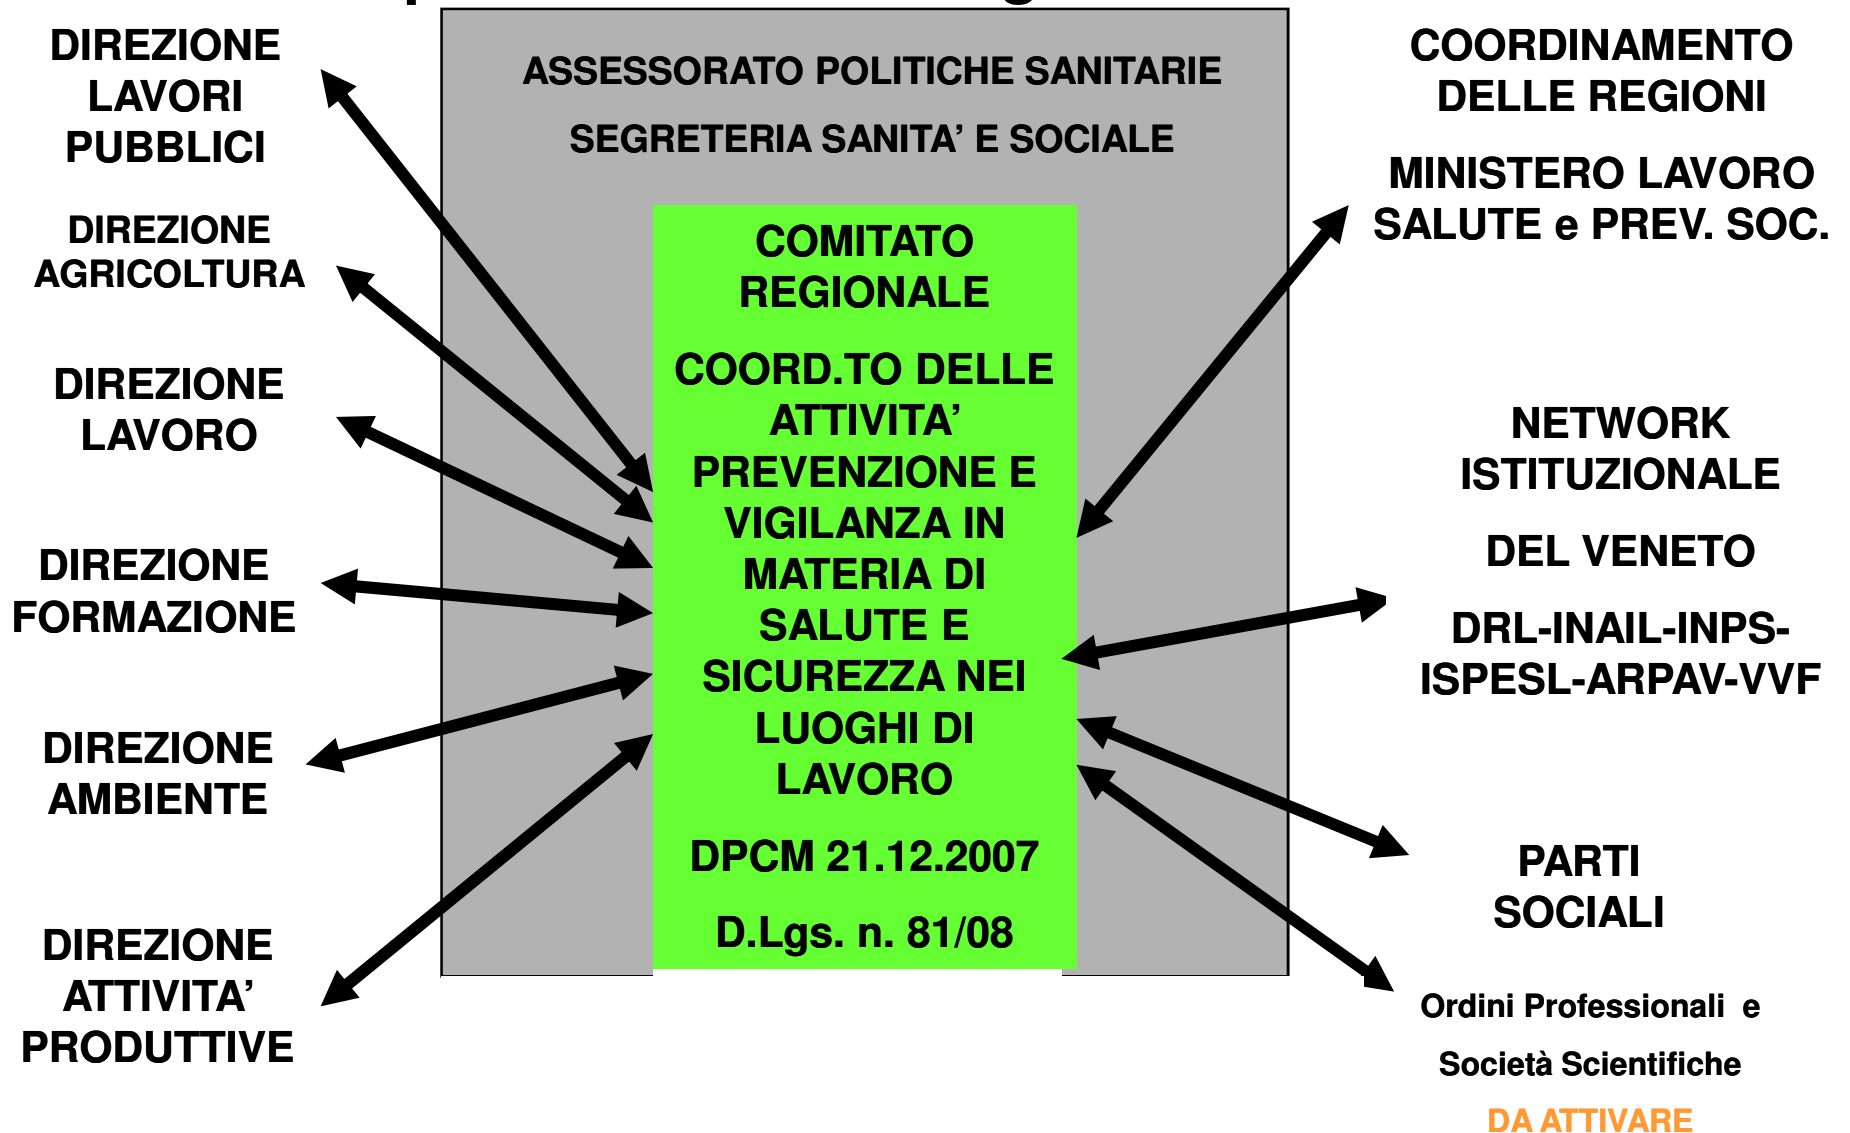 DIREZIONE
LAVORI
PUBBLICI
DIREZIONE
AGRICOLTURA
DIREZIONE
LAVORO
DIREZIONE
FORMAZIONE
DIREZIONE
AMBIENTE
DIREZIONE
ATTIVITA’
PRODUTTIVE
ASSESSORATO POLITICHE SANITARIE
SEGRETERIA SANITA’ E SOCIALE
COMITATO
REGIONALE
COORD.TO DELLE
ATTIVITA’
PREVENZIONE E
VIGILANZA IN
MATERIA DI
SALUTE E
SICUREZZA NEI
LUOGHI DI
LAVORO
DPCM 21.12.2007
D.Lgs. n. 81/08
COORDINAMENTO
DELLE REGIONI
MINISTERO LAVORO
SALUTE e PREV. SOC.
NETWORK
ISTITUZIONALE
DEL VENETO
DRL-INAIL-INPS-
ISPESL-ARPAV-VVF
PARTI
SOCIALI
Ordini Professionali e
Società Scientifiche
DA ATTIVARE